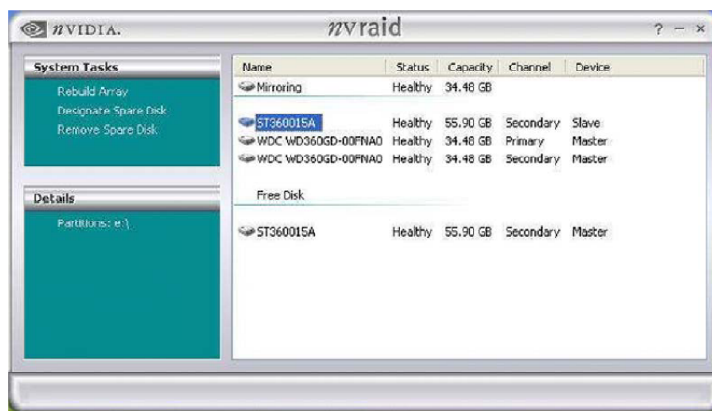 nVIDIA. nvraid ? — ×
System Tasks
Rebuild Array
Designate Spare Disk
Remove Spare Disk
Details
Partitions: e:\
Name Status Capacity Channel Device
Mirroring Healthy 34.48 GB
ST360015A Healthy 55.90 GB Secondary Slave
WDC WD360GD-00FNA0 Healthy 34.48 GB Primary Master
WDC WD360GD-00FNA0 Healthy 34.48 GB Secondary Master
Free Disk
ST360015A Healthy 55.90 GB Secondary Master